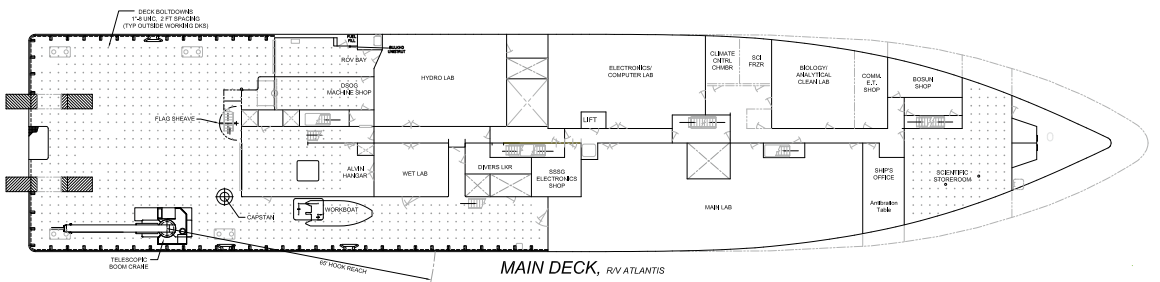 DECK BOLTDOWNS
1"-8 UNC, 2 FT SPACING
(TYP OUTSIDE WORKING DKS)
FUEL
FILL
ROV BAY
HYDRO LAB
ELECTRONICS/
COMPUTER LAB
CLIMATE
CNTRL
CHMBR
SCI
FRZR
BIOLOGY/
ANALYTICAL
CLEAN LAB
COMM.
E.T.
SHOP
BOSUN
SHOP
DSOG
MACHINE SHOP
FLAG SHEAVE
LIFT
ALVIN
HANGAR
WET LAB
DIVERS LKR
SSSG
ELECTRONICS
SHOP
SHIP'S
OFFICE
SCIENTIFIC
STOREROOM
MAIN LAB
Antibration
Table
WORKBOAT
CAPSTAN
TELESCOPIC
BOOM CRANE
65' HOOK REACH
MAIN DECK, R/V ATLANTIS